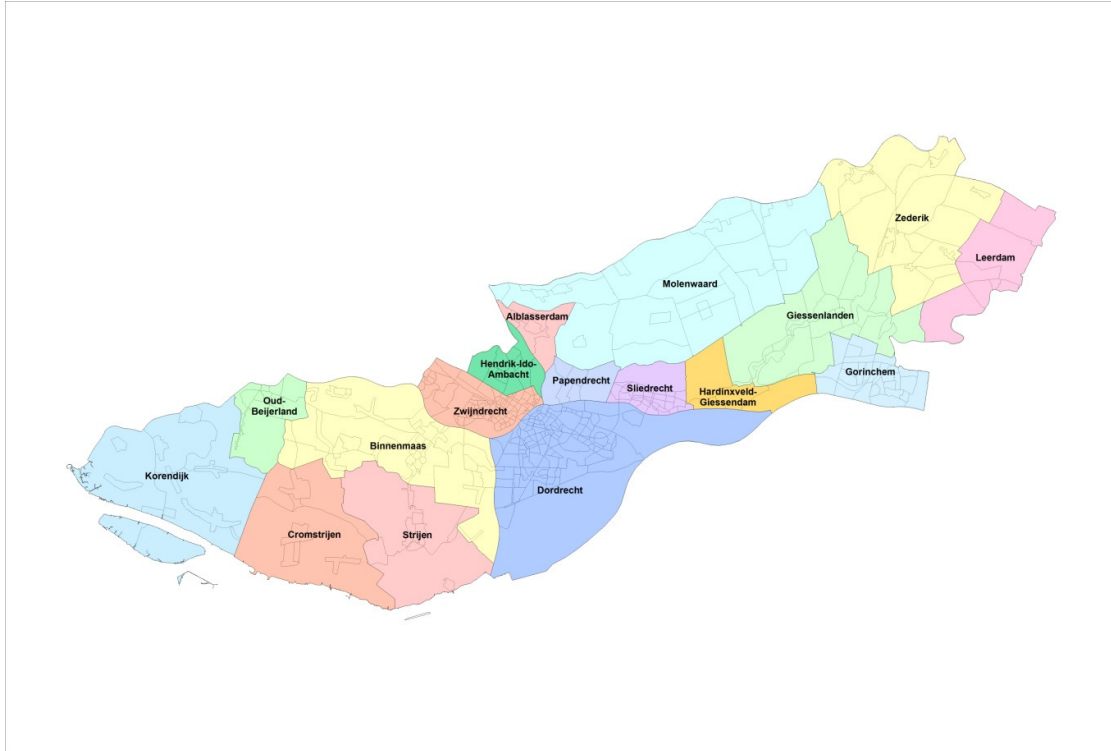 Zederik
Leerdam
Molenwaard
Giessenlanden
Alblasserdam
Hendrik-Ido-
Ambacht
Papendrecht
Sliedrecht
Hardinxveld-
Giessendam
Gorinchem
Zwijndrecht
Oud-
Beijerland
Binnenmaas
Korendijk
Dordrecht
Cromstrijen
Strijen